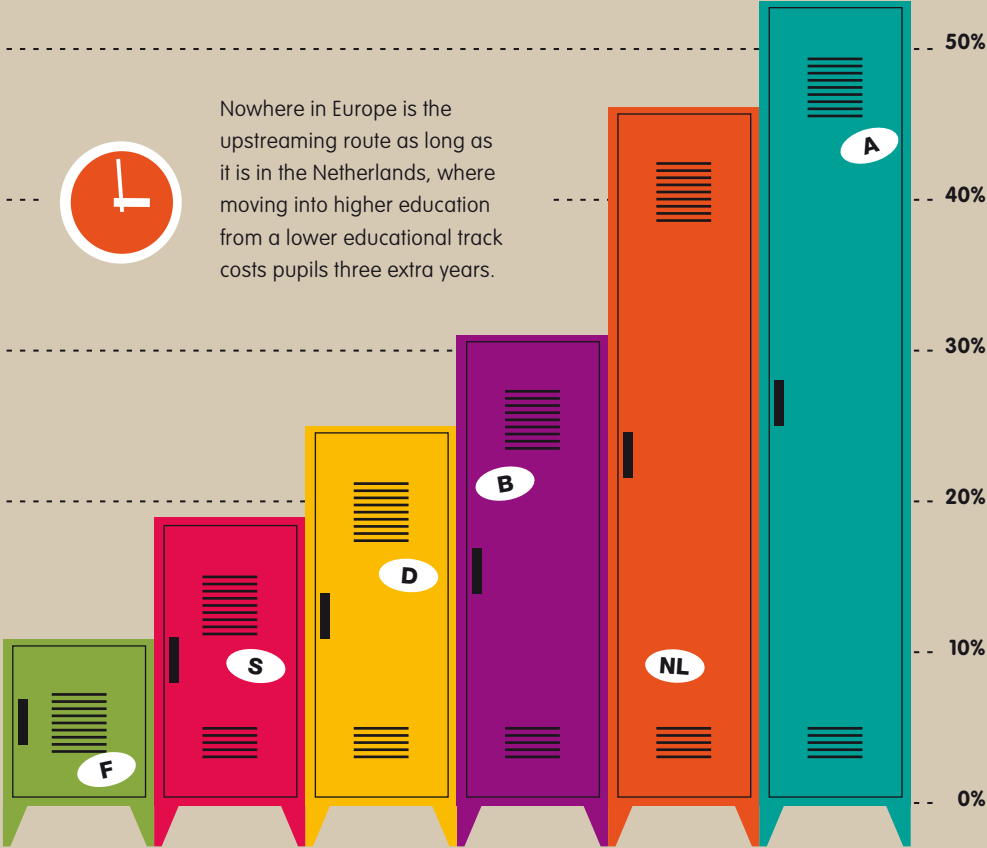 50%
A
Nowhere in Europe is the
upstreaming route as long as
it is in the Netherlands, where
moving into higher education
from a lower educational track
costs pupils three extra years.
40%
30%
B
20%
D
S
NL
10%
F
0%